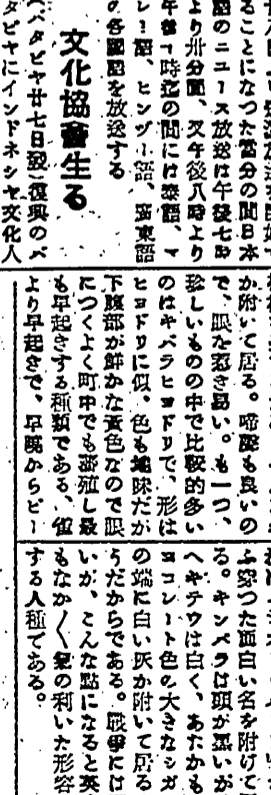 ることになつた當分の間日本
語のニュース放送は午後七時
より卅分間、又午後八時より
午後十時迄の間には泰語、マ
レー語、ヒンヅー語、廣東語
の各國語を放送する
文化協會生る
【バタビヤ廿七日發】復興のバ
タビヤにインドネシヤ文化人
か附いて居る。啼聲も良いの
で、眼を惹き易い。も一つ、
珍しいものの中で比較的多い
のはキバラヒヨドリで、形は
ヒヨドリに似、色も地味だが
下腹部が鮮かな黄色なので眼
につくよく町中でも蕃殖し最
も早起きする種類である、雀
より早起きで、早曉からピー
ふ變つた面白い名を附けて
る。キンパラは頭が黒いが
ヘキテウは白く、あたかも
ヨコレート色の大きなシガ
の端に白い灰か附いて居る
うだからである。戰爭には
いが、こんな點になると英
もなか〱氣の利いた形容
する人種である。